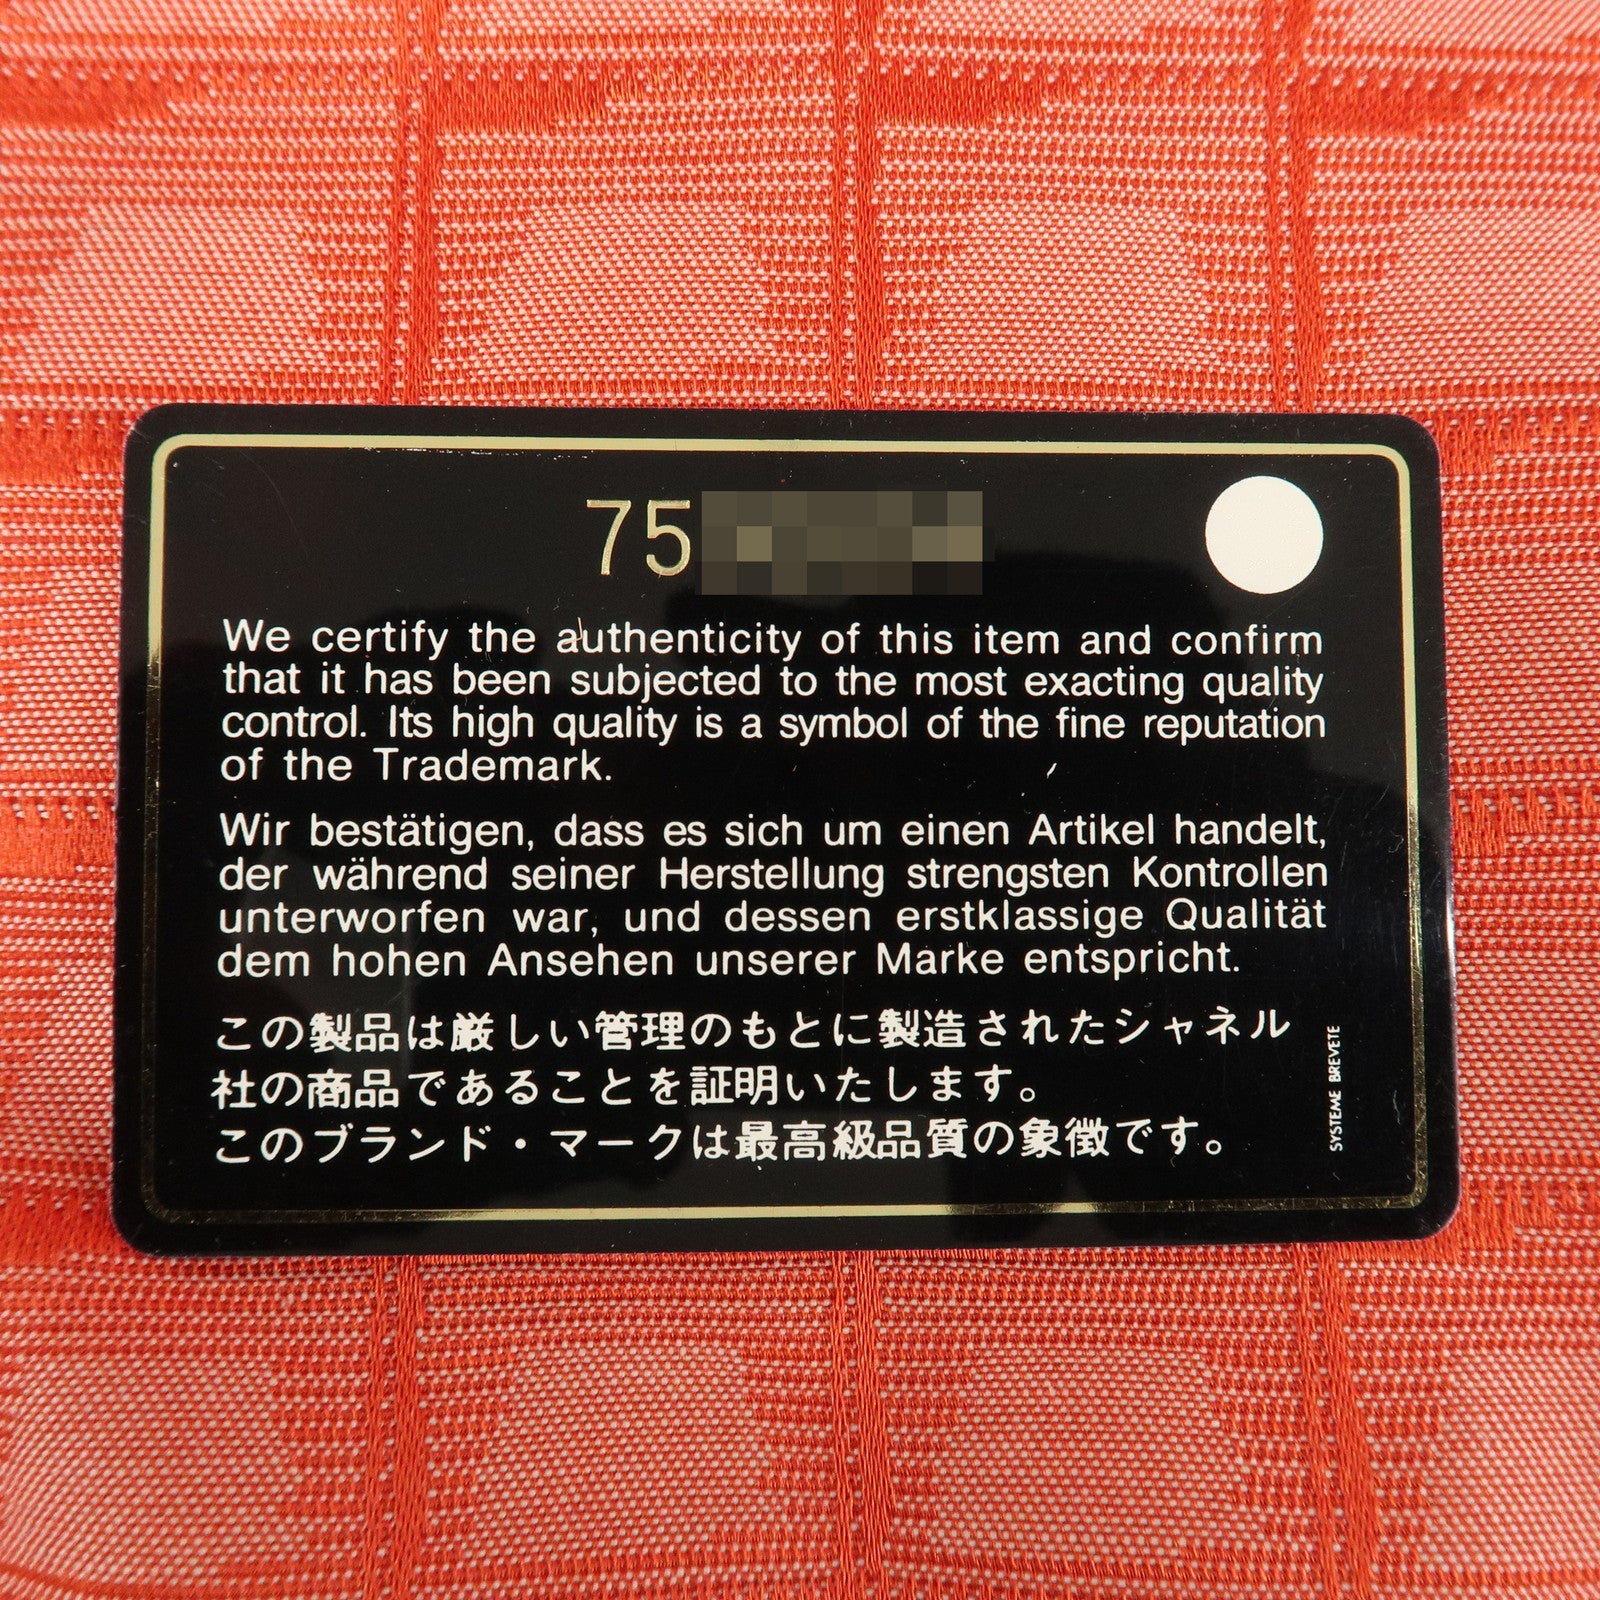 75
We certify the authenticity of this item and confirm
that it has been subjected to the most exacting quality
control. Its high quality is a symbol of the fine reputation
of the Trademark.
Wir bestätigen, dass es sich um einen Artikel handelt,
der während seiner Herstellung strengsten Kontrollen
unterworfen war, und dessen erstklassige Qualität
dem hohen Ansehen unserer Marke entspricht.
この製品は厳しい管理のもとに製造されたシャネル
社の商品であることを証明いたします。
このブランド・マークは最高級品質の象徴です。
SYSTEME BREVETE